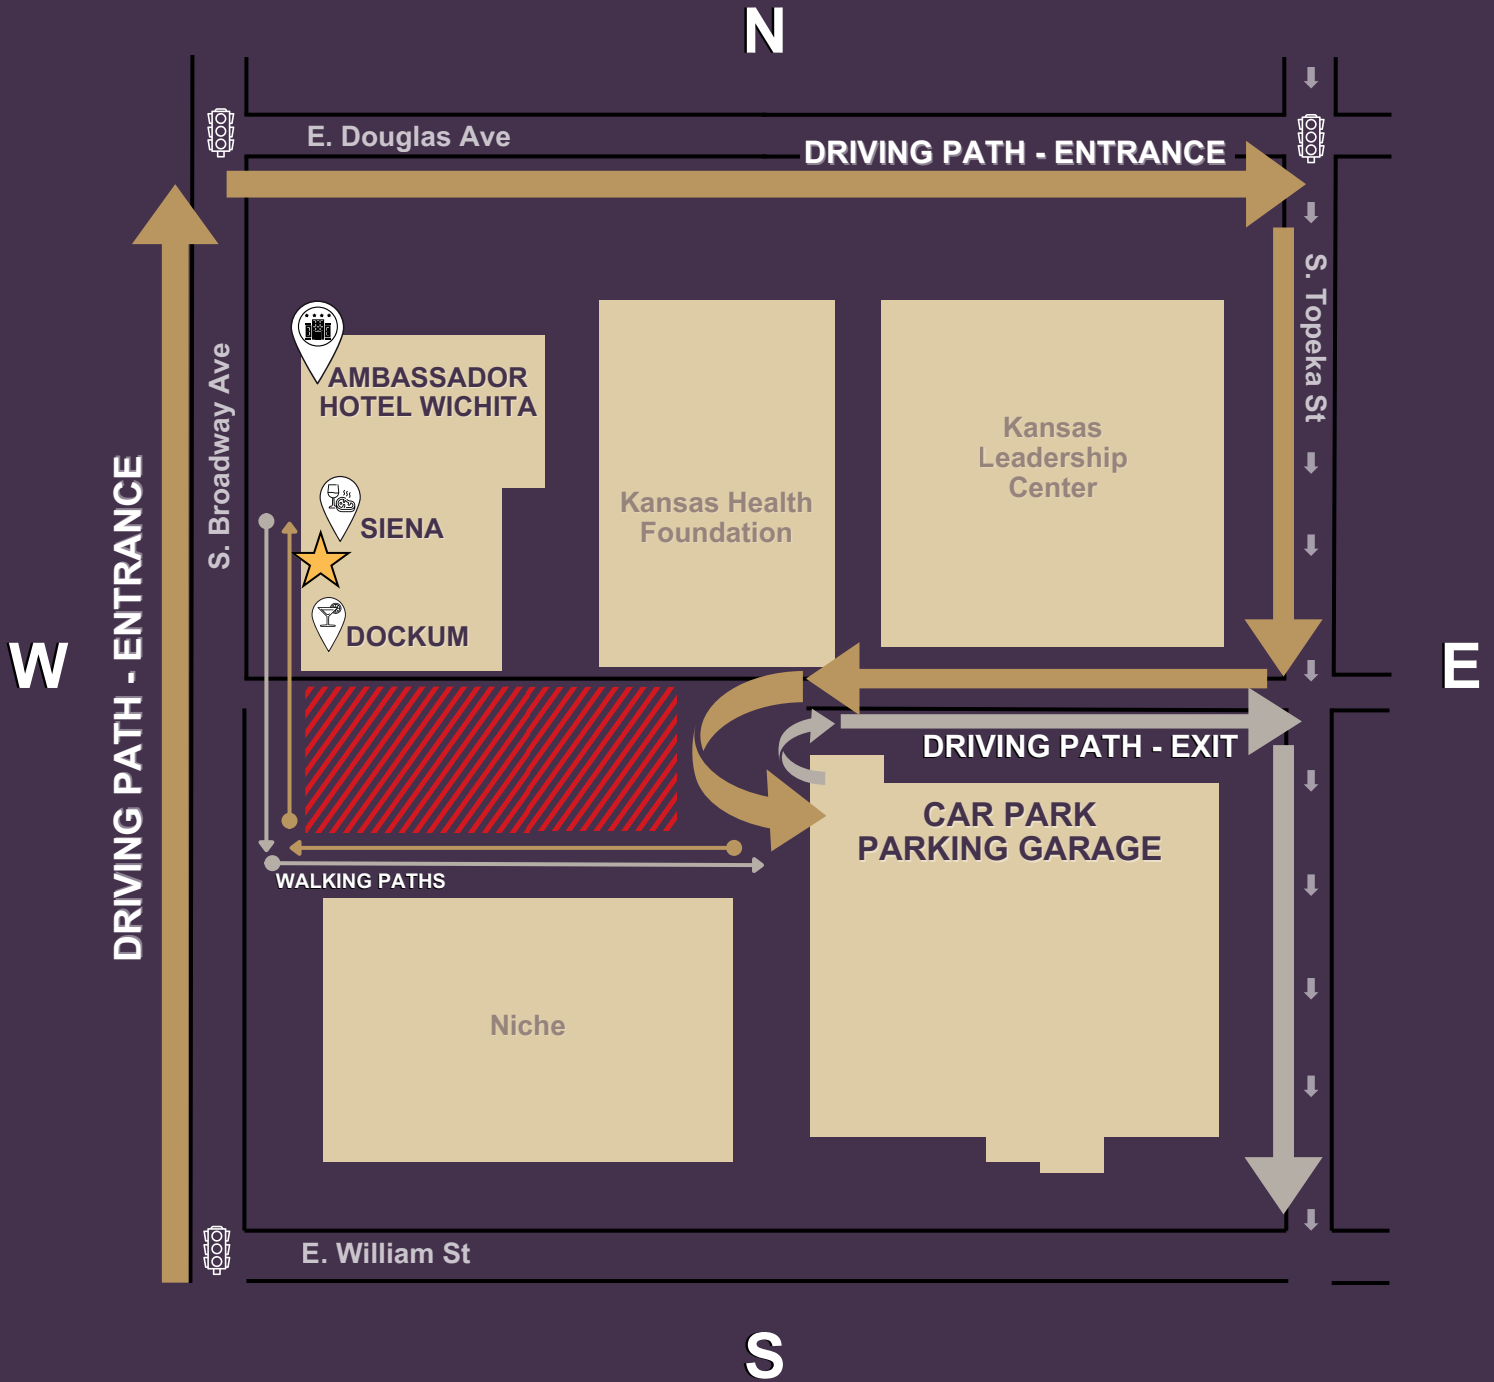 N
E. Douglas Ave
DRIVING PATH - ENTRANCE
S. Topeka St
AMBASSADOR
HOTEL WICHITA
S. Broadway Ave
Kansas
Leadership
Center
Kansas Health
Foundation
SIENA
DRIVING PATH - ENTRANCE
DOCKUM
W
E
DRIVING PATH - EXIT
CAR PARK
PARKING GARAGE
WALKING PATHS
Niche
E. William St
S